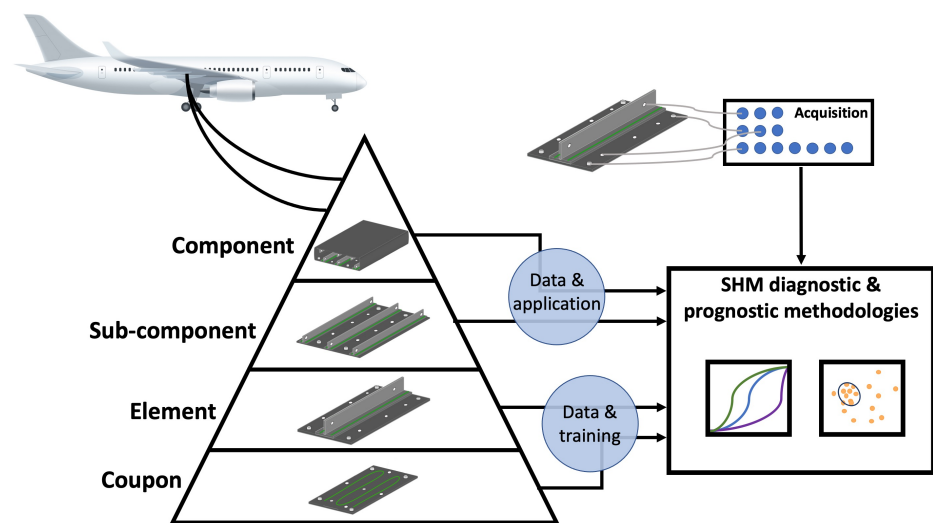 Acquisition
Component
Sub-component
Element
Coupon
Data &
application
Data &
training
SHM diagnostic &
prognostic methodologies